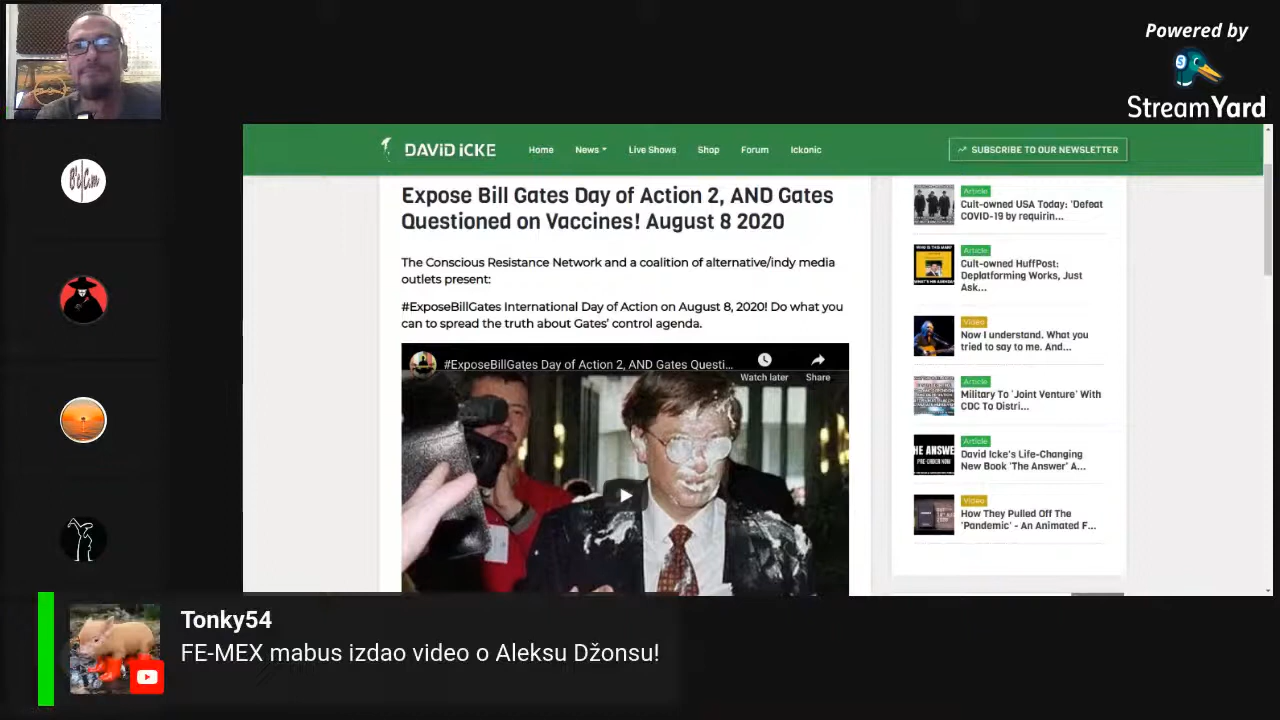 Powered by
StreamYard
DAViD iCKE
Home
News
Live Shows
Shop
Forum
Ickonic
SUBSCRIBE TO OUR NEWSLETTER
Expose Bill Gates Day of Action 2, AND Gates
Questioned on Vaccines! August 8 2020
The Conscious Resistance Network and a coalition of alternative/indy media
outlets present:
#ExposeBillGates International Day of Action on August 8, 2020! Do what you
can to spread the truth about Gates' control agenda.
#ExposeBillGates Day of Action 2, AND Gates Questi...
Watch later
Share
Article
Cult-owned USA Today: 'Defeat
COVID-19 by requirin...
Article
Cult-owned HuffPost:
Deplatforming Works, Just
Ask...
Video
Now I understand. What you
tried to say to me. And...
Article
Military To 'Joint Venture' With
CDC To Distri...
Article
David Icke's Life-Changing
New Book 'The Answer' A...
Video
How They Pulled Off The
'Pandemic' - An Animated F...
Tonky54
FE-MEX mabus izdao video o Aleksu Džonsu!